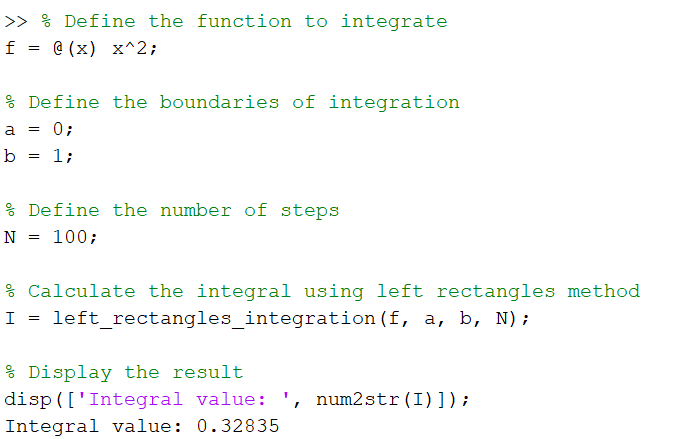 >> % Define the function to integrate
f = @(x) x^2;
% Define the boundaries of integration
a = 0;
b = 1;
% Define the number of steps
N = 100;
% Calculate the integral using left rectangles method
I = left_rectangles_integration(f, a, b, N);
% Display the result
disp(['Integral value: ', num2str(I)]);
Integral value: 0.32835